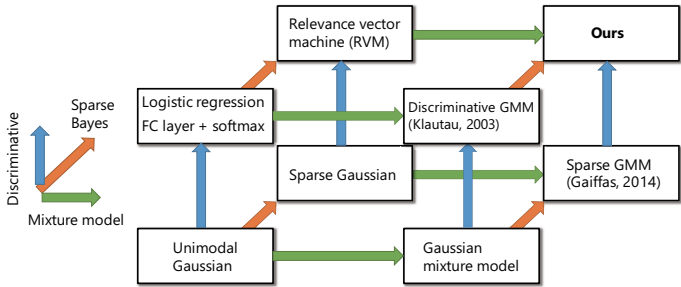 Relevance vector
machine (RVM)
Ours
Logistic regression
FC layer + softmax
Discriminative GMM
(Klautau, 2003)
Sparse
Bayes
Discriminative
Mixture model
Sparse Gaussian
Sparse GMM
(Gaiffas, 2014)
Unimodal
Gaussian
Gaussian
mixture model